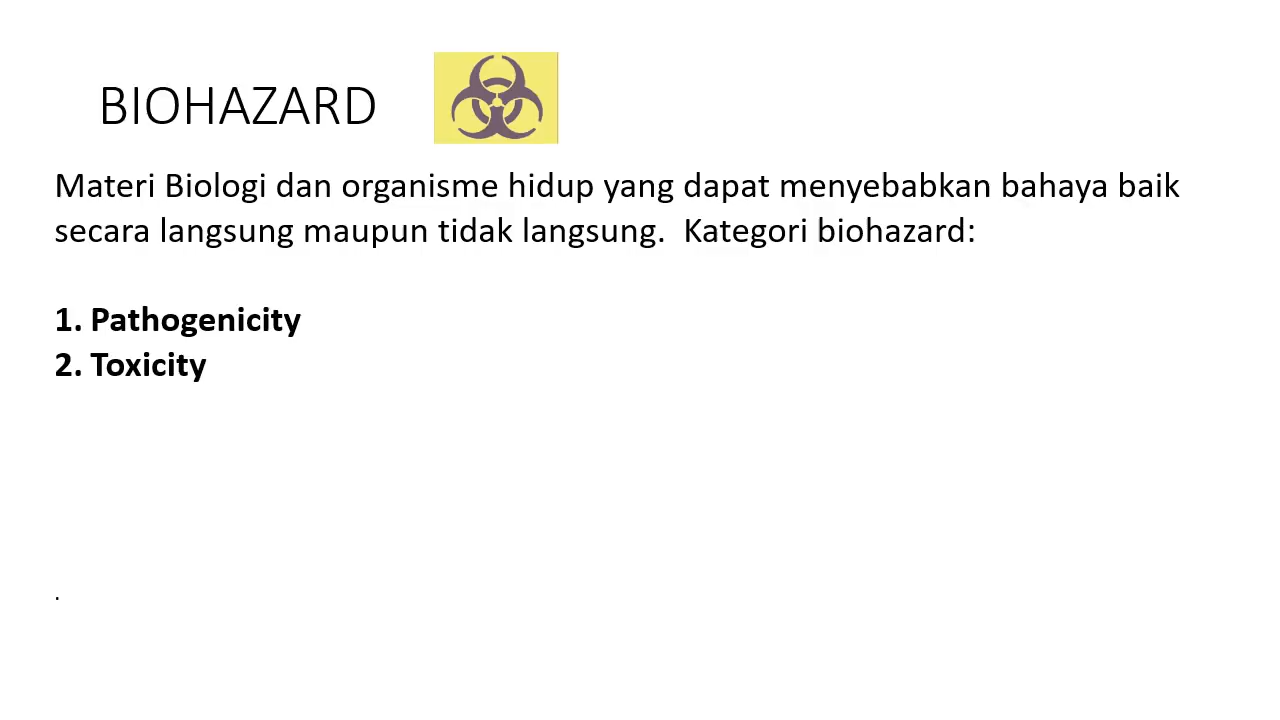 BIOHAZARD
Materi Biologi dan organisme hidup yang dapat menyebabkan bahaya baik
secara langsung maupun tidak langsung.  Kategori biohazard:
1. Pathogenicity
2. Toxicity
.